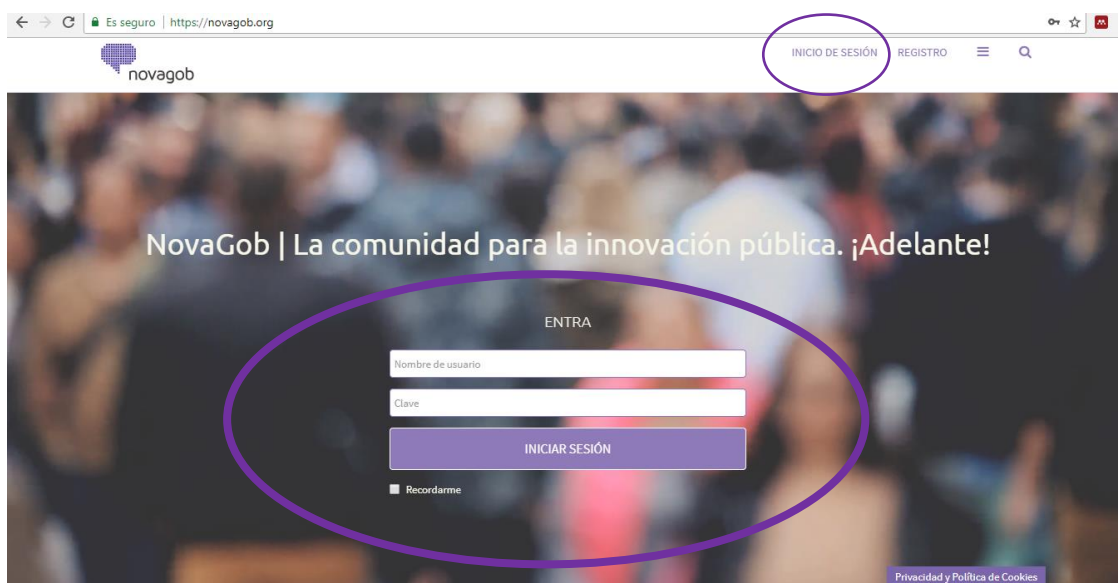 Es seguro | https://novagob.org
novagob
INICIO DE SESIÓN REGISTRO
NovaGob | La comunidad para la innovación pública. ¡Adelante!
ENTRA
Nombre de usuario
Clave
INICIAR SESIÓN
Recordarme
Privacidad y Política de Cookies